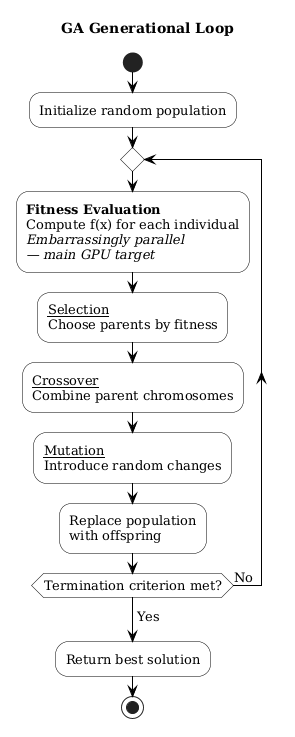 GA Generational Loop
Initialize random population
Fitness Evaluation
Compute f(x) for each individual
Embarrassingly parallel
— main GPU target
Selection
Choose parents by fitness
Crossover
Combine parent chromosomes
Mutation
Introduce random changes
Replace population
with offspring
Termination criterion met?
No
Yes
Return best solution